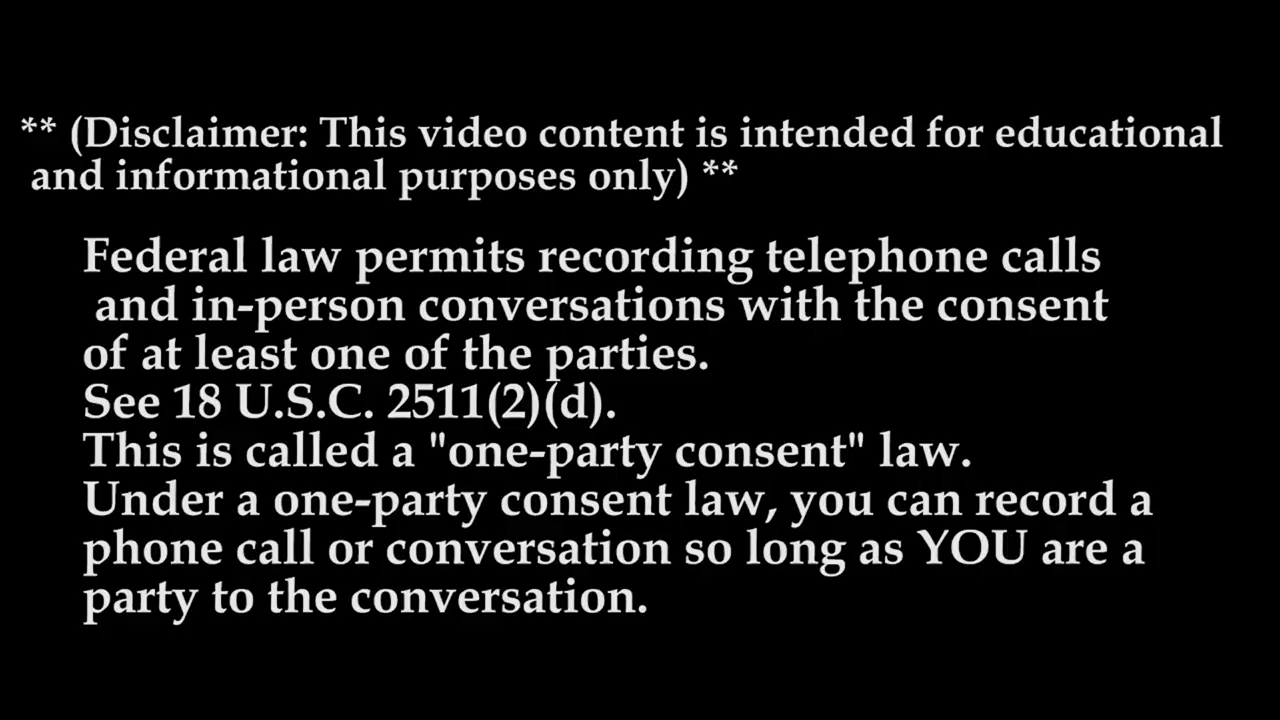 ** (Disclaimer: This video content is intended for educational
and informational purposes only) **
Federal law permits recording telephone calls
and in-person conversations with the consent
of at least one of the parties.
See 18 U.S.C. 2511(2)(d).
This is called a "one-party consent" law.
Under a one-party consent law, you can record a
phone call or conversation so long as YOU are a
party to the conversation.